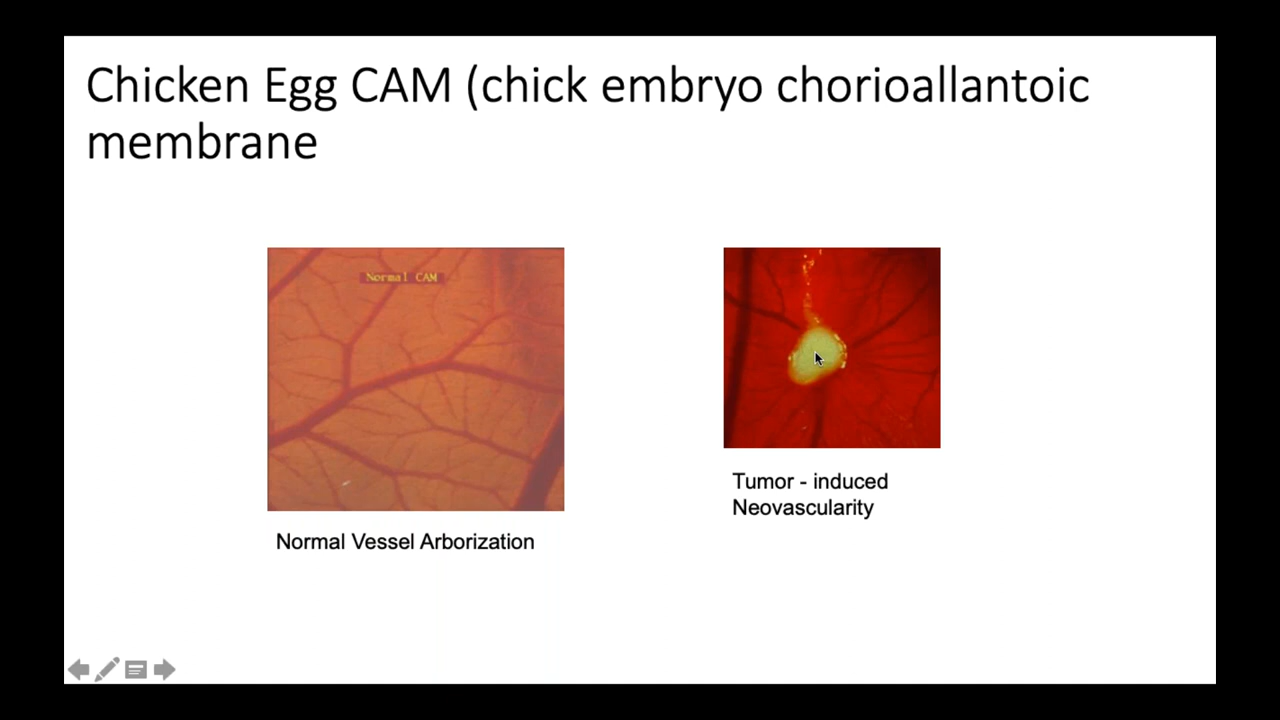 Chicken Egg CAM (chick embryo chorioallantoic
membrane
Normal CAM
Normal Vessel Arborization
Tumor - induced
Neovascularity